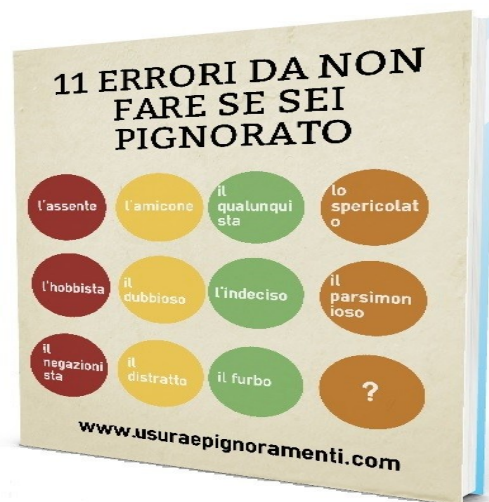 11 ERRORI DA NON
FARE SE SEI
PIGNORATO
l'assente
l'amicone
il
qualunqui
sta
lo
spericolat
o
l'hobbista
il
dubbioso
l'indeciso
il
parsimon
ioso
il
negazioni
sta
il
distratto
il furbo
?
www.usuraepignoramenti.com